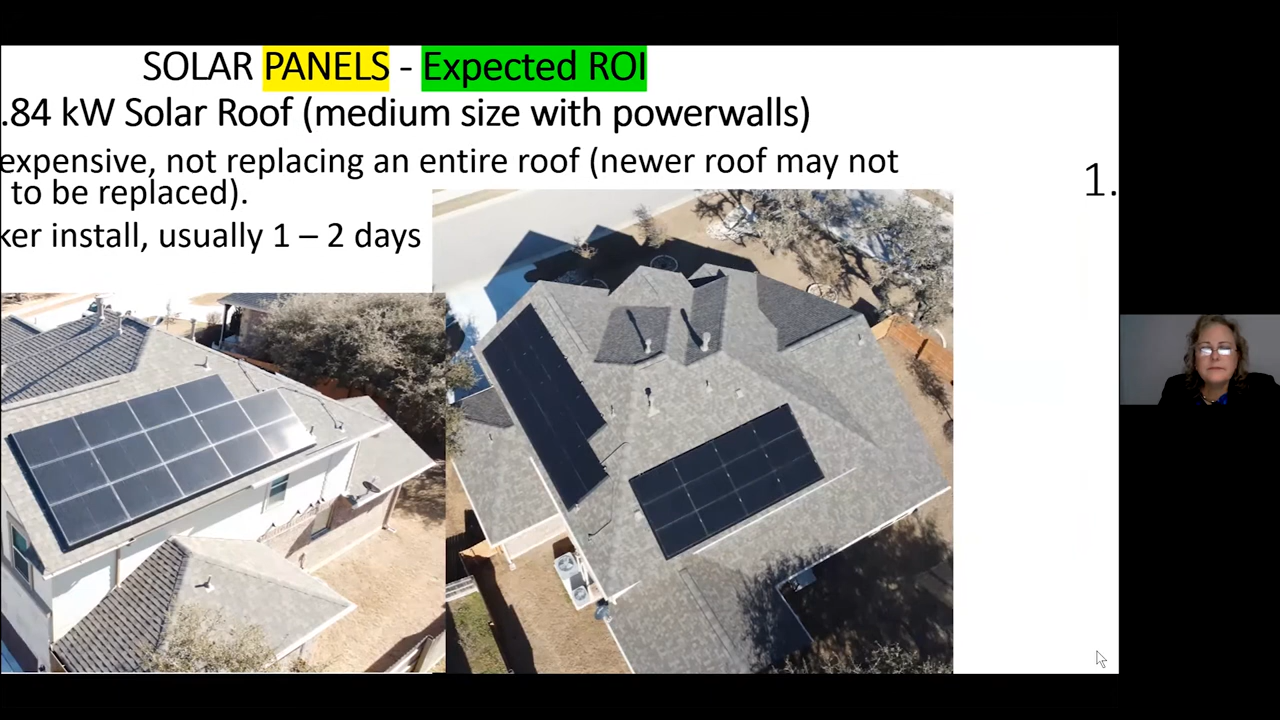 SOLAR PANELS - Expected ROI
.84 kW Solar Roof (medium size with powerwalls)
expensive, not replacing an entire roof (newer roof may not
to be replaced).
ker install, usually 1 – 2 days
1.